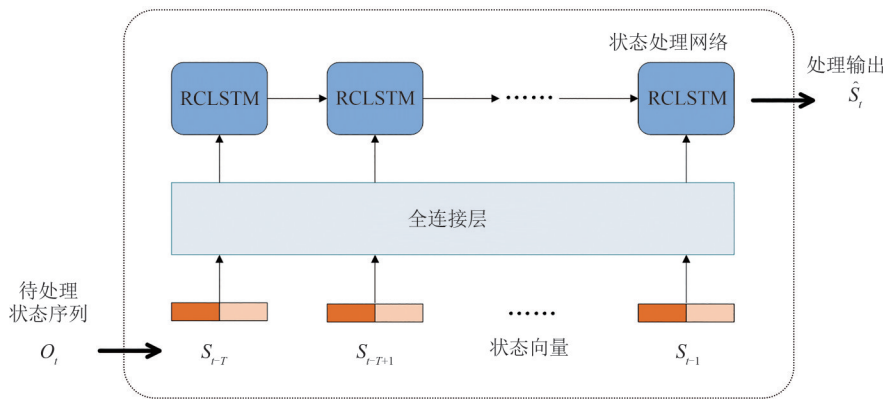 状态处理网络
处理输出
Ŝt
RCLSTM
RCLSTM
······
RCLSTM
全连接层
待处理
状态序列
Ot
St−T
St−T+1
······
状态向量
St−1